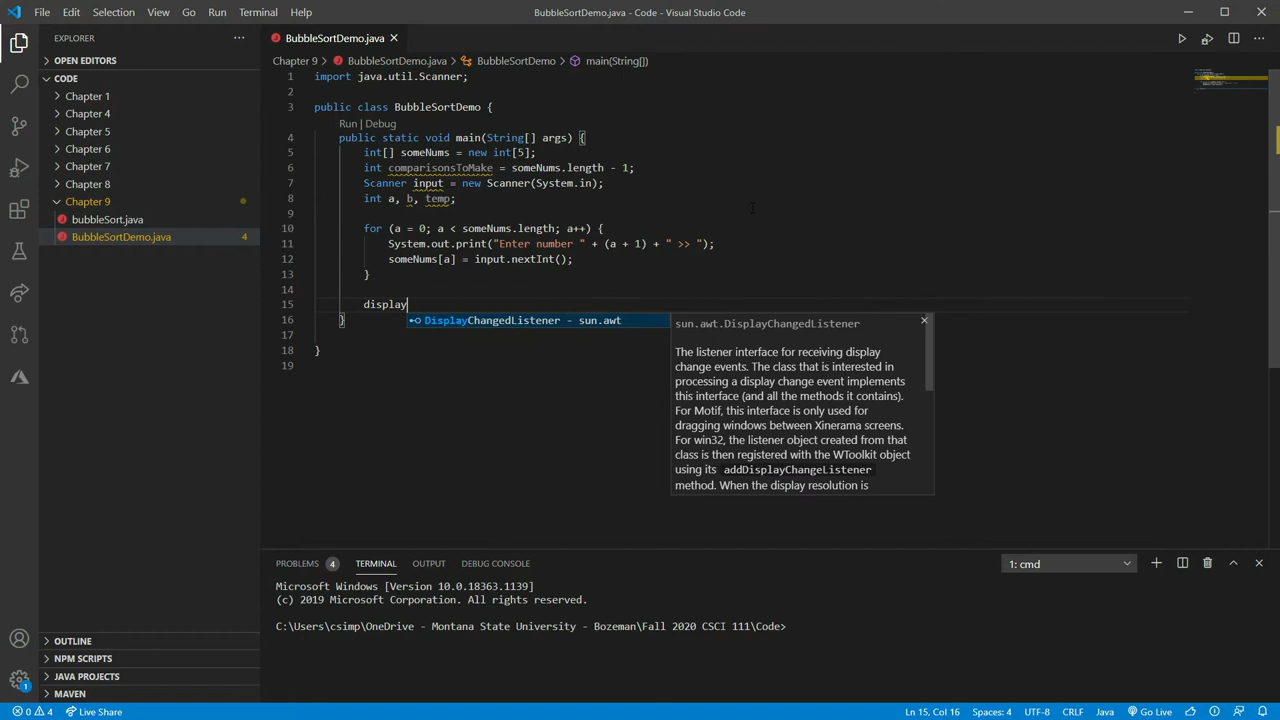 File Edit Selection View Go Run Terminal Help
BubbleSortDemo.java - Code - Visual Studio Code
EXPLORER
OPEN EDITORS
CODE
Chapter 1
Chapter 4
Chapter 5
Chapter 6
Chapter 7
Chapter 8
Chapter 9
bubbleSort.java
BubbleSortDemo.java 4
OUTLINE
NPM SCRIPTS
JAVA PROJECTS
MAVEN
BubbleSortDemo.java
Chapter 9 > BubbleSortDemo.java > BubbleSortDemo > main(String[])
1 import java.util.Scanner;
2
3 public class BubbleSortDemo {
Run | Debug
4 public static void main(String[] args) {
5 int[] someNums = new int[5];
6 int comparisonsToMake = someNums.length - 1;
7 Scanner input = new Scanner(System.in);
8 int a, b, temp;
9
10 for (a = 0; a < someNums.length; a++) {
11 System.out.print("Enter number " + (a + 1) + " >> ");
12 someNums[a] = input.nextInt();
13 }
14
15 display
16 }
17
18 }
19
DisplayChangedListener - sun.awt
sun.awt.DisplayChangedListener
The listener interface for receiving display
change events. The class that is interested in
processing a display change event implements
this interface (and all the methods it contains).
For Motif, this interface is only used for
dragging windows between Xinerama screens.
For win32, the listener object created from that
class is then registered with the WToolkit object
using its addDisplayChangeListener
method. When the display resolution is
PROBLEMS 4 TERMINAL OUTPUT DEBUG CONSOLE
1: cmd
Microsoft Windows [Version 10.0.18363.1139]
(c) 2019 Microsoft Corporation. All rights reserved.
C:\Users\csimp\OneDrive - Montana State University - Bozeman\Fall 2020 CSCI 111\Code>
1
0 4 Live Share
Ln 15, Col 16 Spaces: 4 UTF-8 CRLF Java Go Live